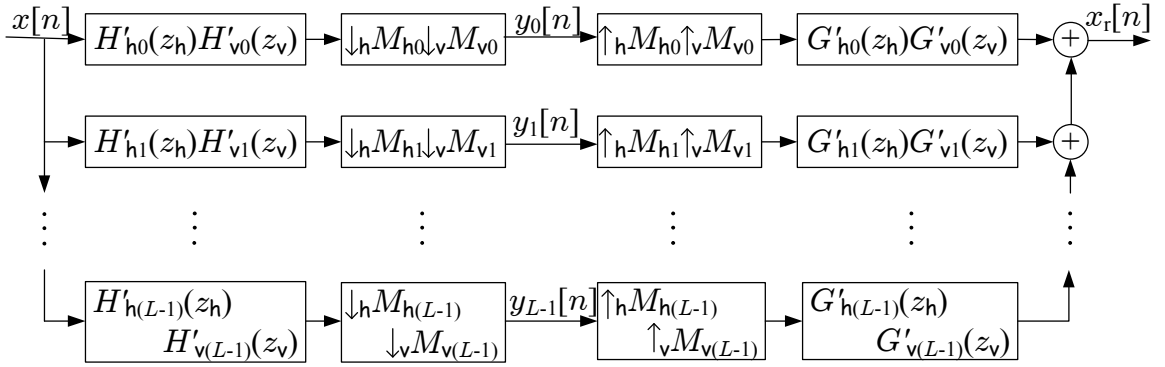 x[n]
H′h0(zh)H′v0(zv)
↓hMh0↓vMv0
y0[n]
↑hMh0↑vMv0
G′h0(zh)G′v0(zv)
+
xr[n]
H′h1(zh)H′v1(zv)
↓hMh1↓vMv1
y1[n]
↑hMh1↑vMv1
G′h1(zh)G′v1(zv)
+
H′h(L-1)(zh)
H′v(L-1)(zv)
↓hMh(L-1)
↓vMv(L-1)
yL-1[n]
↑hMh(L-1)
↑vMv(L-1)
G′h(L-1)(zh)
G′v(L-1)(zv)